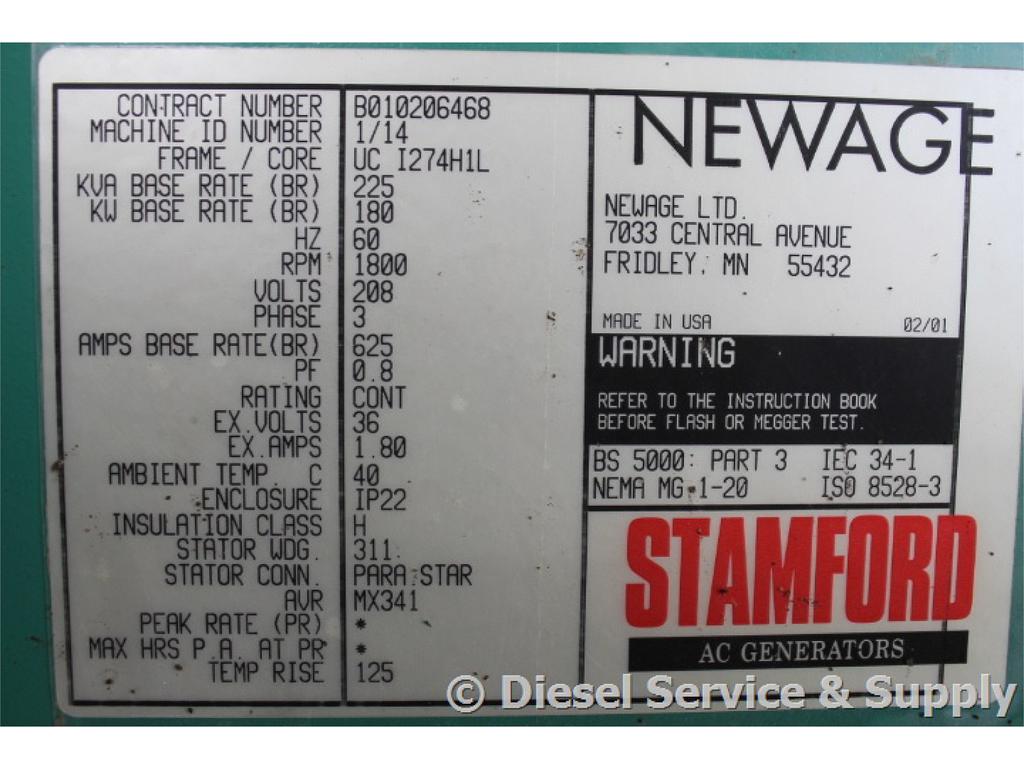 CONTRACT NUMBER B010206468
MACHINE ID NUMBER 1/14
FRAME / CORE UC I274H1L
KVA BASE RATE (BR) 225
KW BASE RATE (BR) 180
HZ 60
RPM 1800
VOLTS 208
PHASE 3
AMPS BASE RATE(BR) 625
PF 0.8
RATING CONT
EX.VOLTS 36
EX.AMPS 1.80
AMBIENT TEMP. C 40
ENCLOSURE IP22
INSULATION CLASS H
STATOR WDG. 311
STATOR CONN. PARA STAR
AVR MX341
PEAK RATE (PR) *
MAX HRS P.A. AT PR *
TEMP RISE 125
NEWAGE
NEWAGE LTD.
7033 CENTRAL AVENUE
FRIDLEY, MN 55432
MADE IN USA 02/01
WARNING
REFER TO THE INSTRUCTION BOOK
BEFORE FLASH OR MEGGER TEST.
BS 5000: PART 3 IEC 34-1
NEMA MG 1-20 ISO 8528-3
STAMFORD
AC GENERATORS
© Diesel Service & Supply